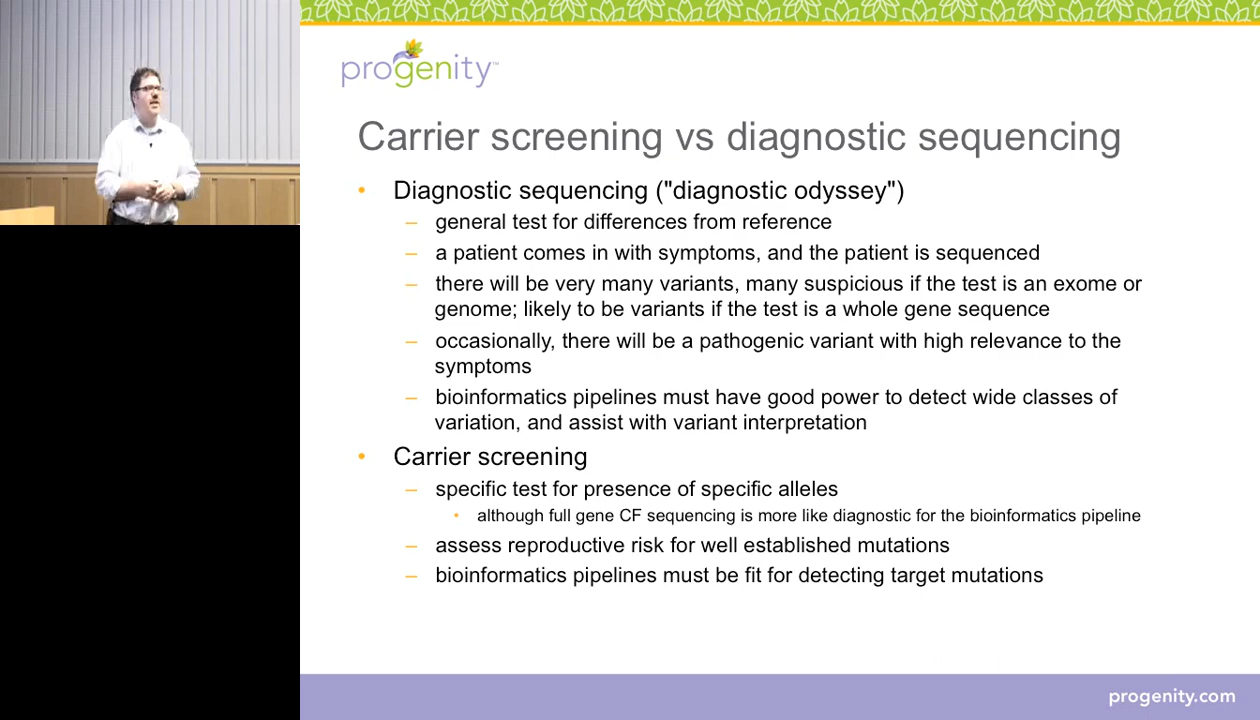 progenity™
Carrier screening vs diagnostic sequencing
• Diagnostic sequencing ("diagnostic odyssey")
– general test for differences from reference
– a patient comes in with symptoms, and the patient is sequenced
– there will be very many variants, many suspicious if the test is an exome or
genome; likely to be variants if the test is a whole gene sequence
– occasionally, there will be a pathogenic variant with high relevance to the
symptoms
– bioinformatics pipelines must have good power to detect wide classes of
variation, and assist with variant interpretation
• Carrier screening
– specific test for presence of specific alleles
• although full gene CF sequencing is more like diagnostic for the bioinformatics pipeline
– assess reproductive risk for well established mutations
– bioinformatics pipelines must be fit for detecting target mutations
progenity.com